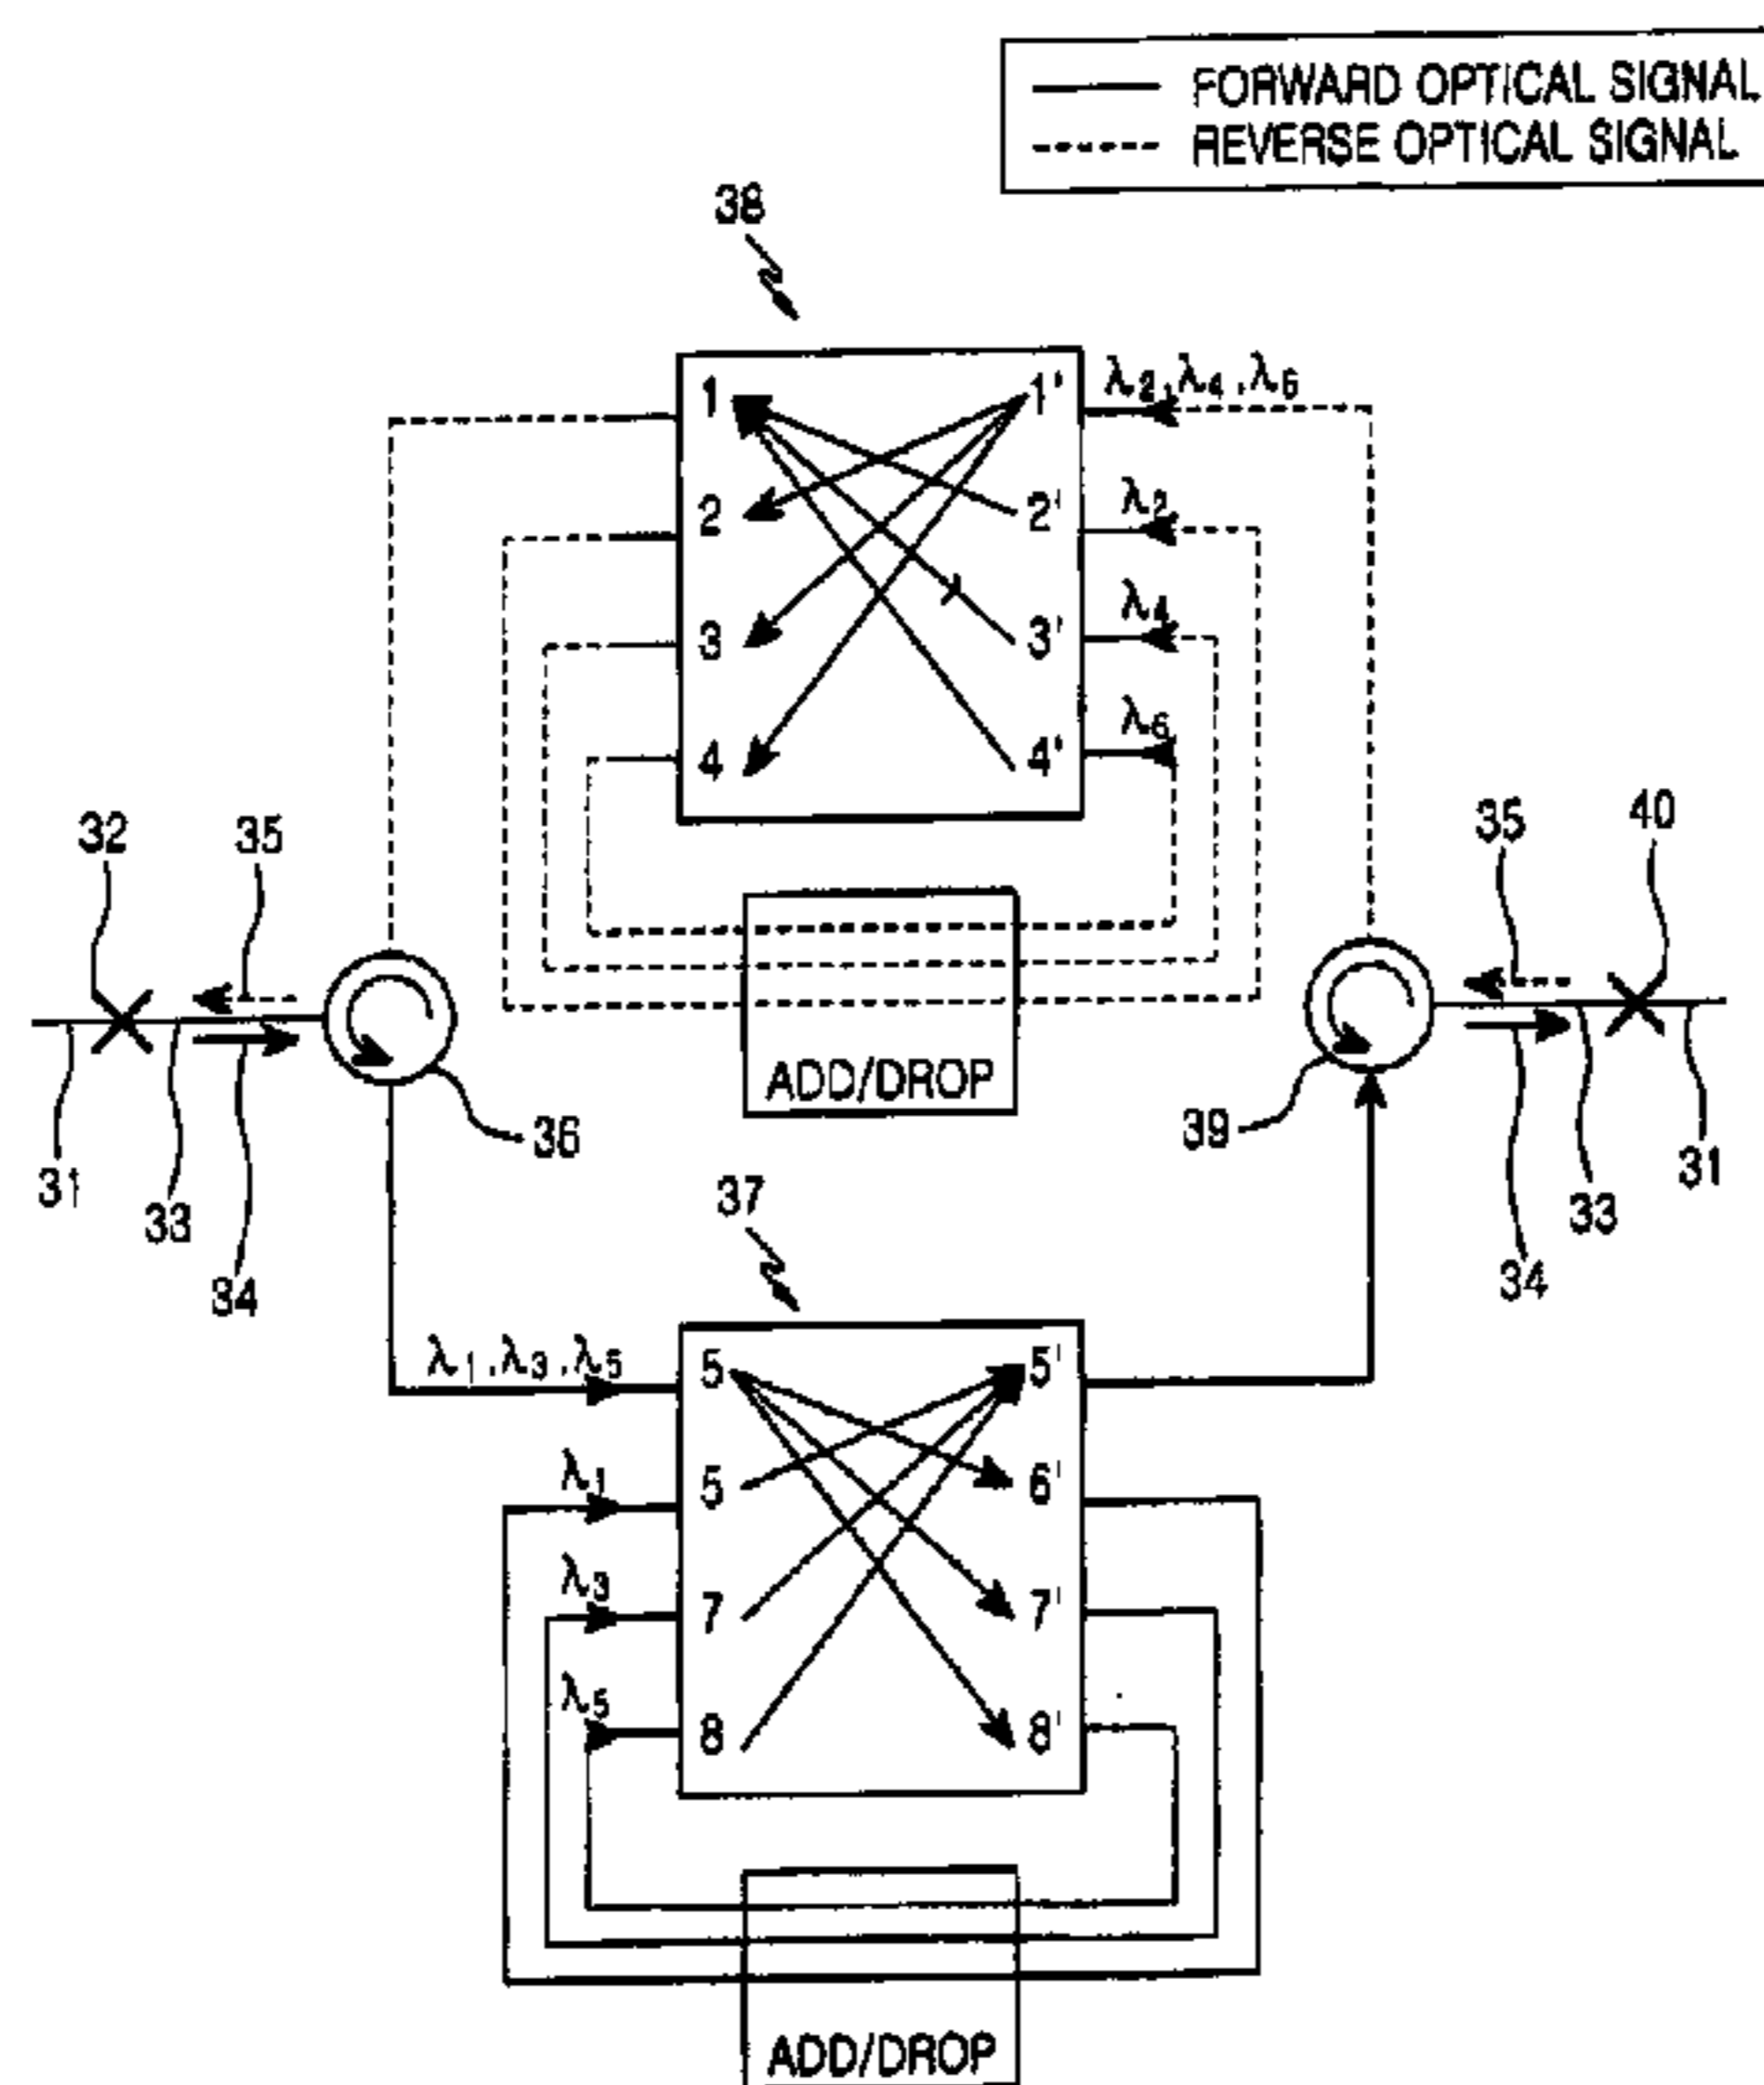 FORWARD OPTICAL SIGNAL
REVERSE OPTICAL SIGNAL
38
1 1' λ2,λ4,λ6
2 2' λ2
3 3' λ4
4 4' λ6
32 35 35 40
ADD/DROP
36 39
31 33 34 37 34 33 31
λ1,λ3,λ5 5 5'
λ1 5 6'
λ3 7 7'
λ5 8 8'
ADD/DROP